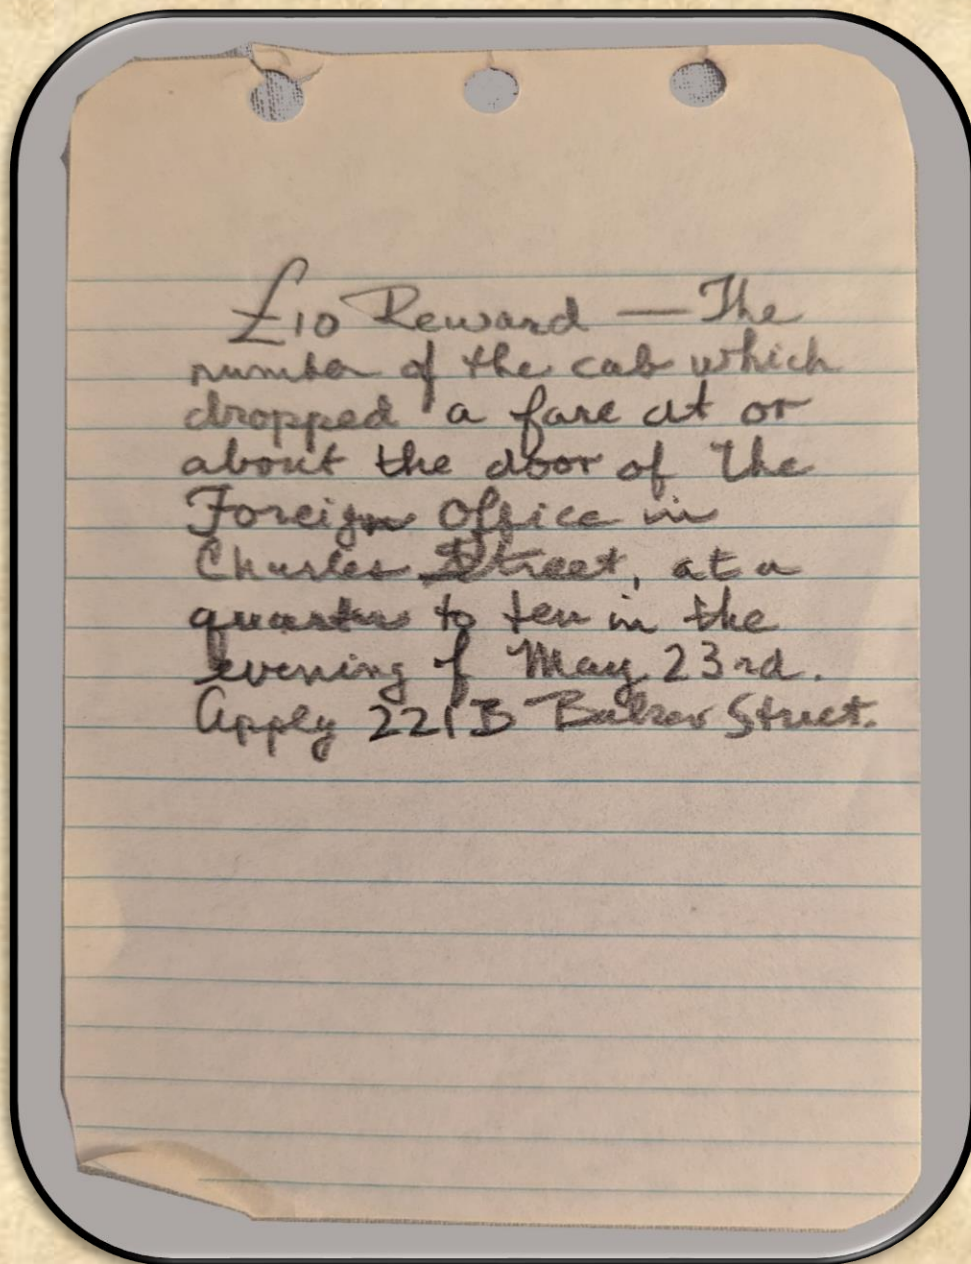 £10 Reward — The
number of the cab which
dropped a fare at or
about the door of the
Foreign Office in
Charles Street, at a
quarter to ten in the
evening of May 23rd.
Apply 221B Baker Street.